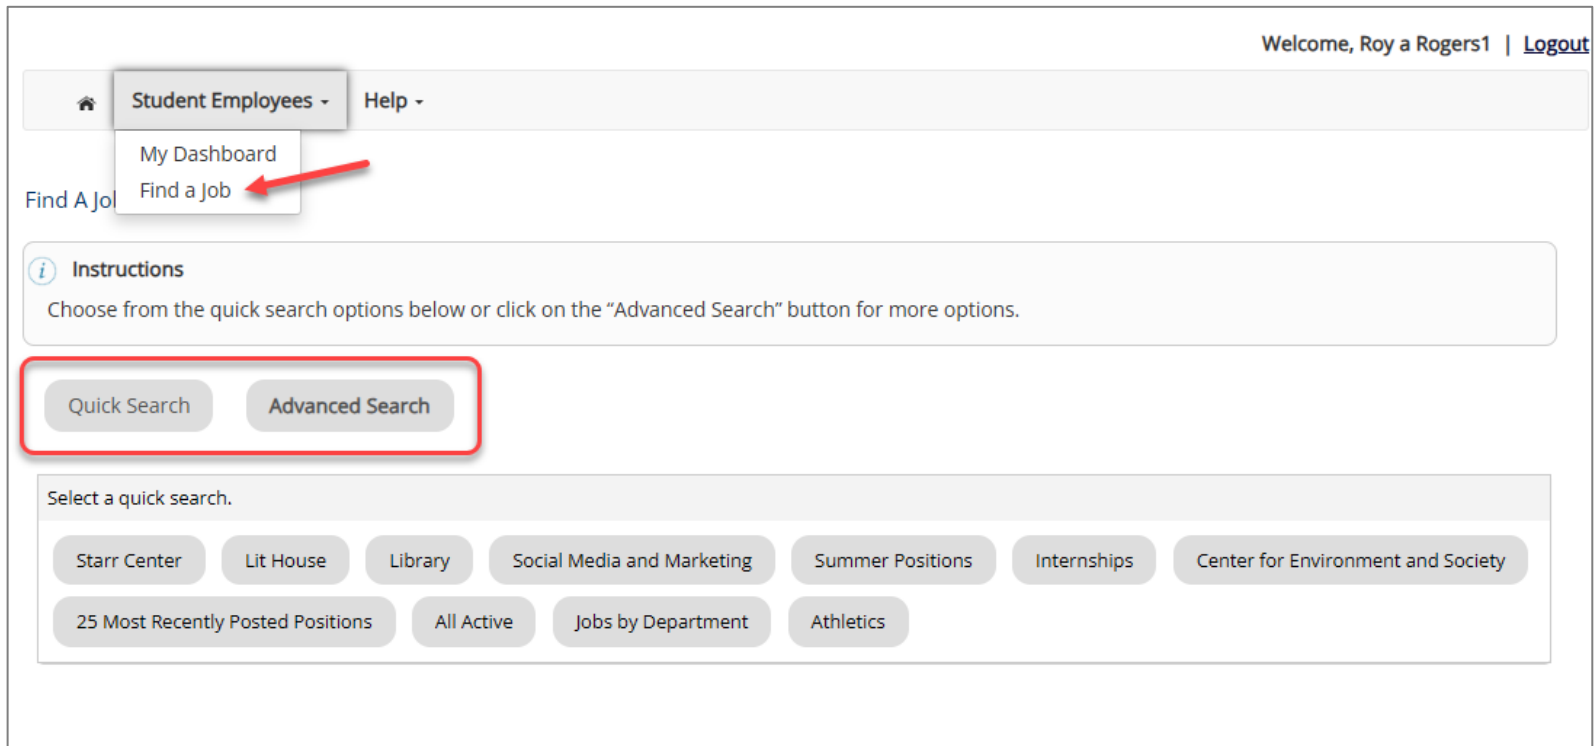 Welcome, Roy a Rogers1 | Logout
Student Employees Help
My Dashboard
Find a Job
Find A Jo
Instructions
Choose from the quick search options below or click on the “Advanced Search” button for more options.
Quick Search Advanced Search
Select a quick search.
Starr Center Lit House Library Social Media and Marketing Summer Positions Internships Center for Environment and Society
25 Most Recently Posted Positions All Active Jobs by Department Athletics